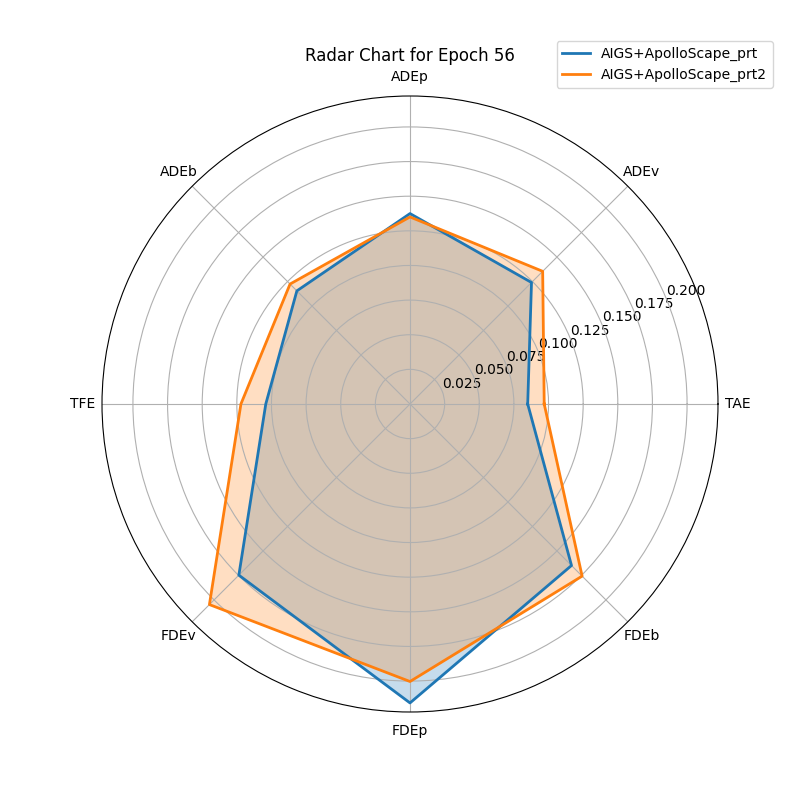 AIGS+ApolloScape_prt
AIGS+ApolloScape_prt2
Radar Chart for Epoch 56
ADEp
ADEb
ADEv
0.200
0.175
0.150
0.125
0.100
0.075
0.050
0.025
TFE
TAE
FDEv
FDEb
FDEp